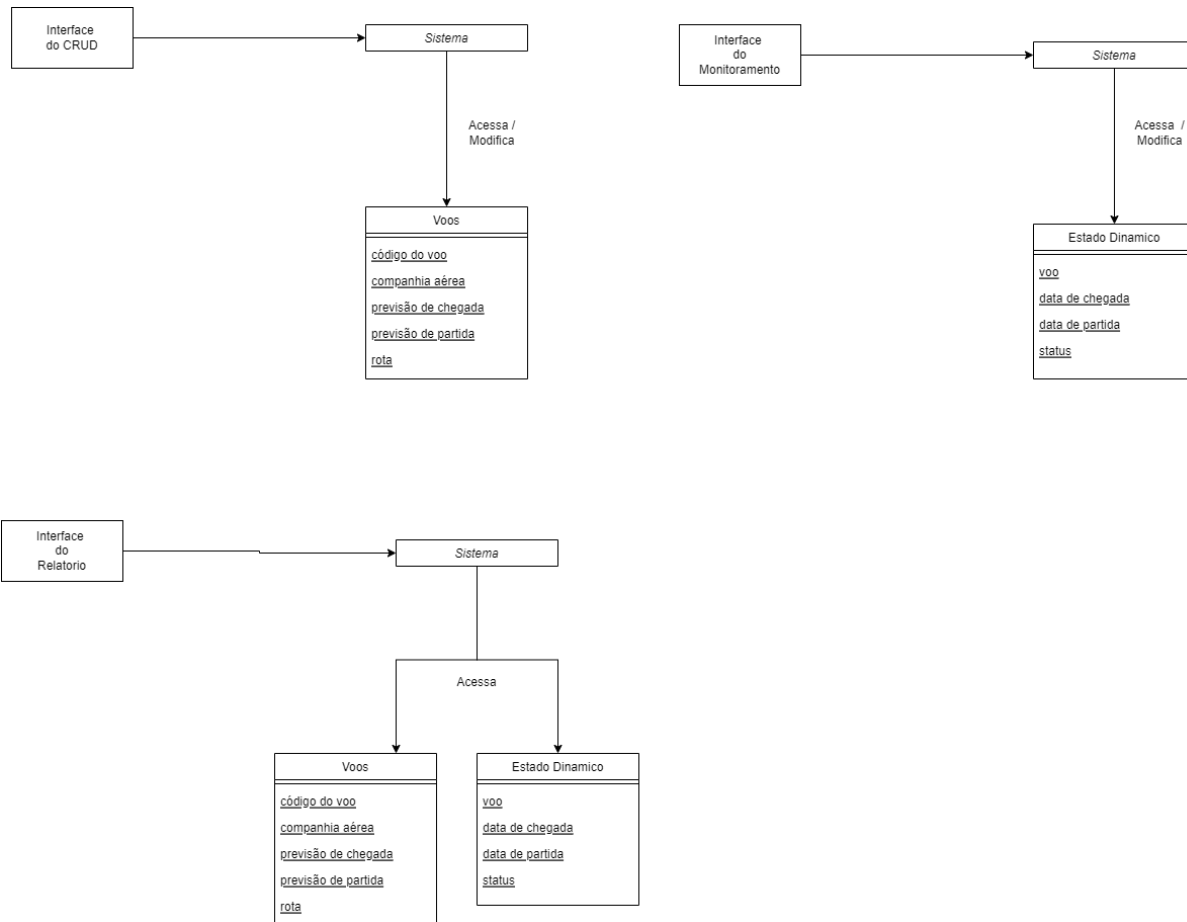 Interface
do CRUD
Sistema
Acessa /
Modifica
Voos
código do voo
companhia aérea
previsão de chegada
previsão de partida
rota
Interface
do
Monitoramento
Sistema
Acessa /
Modifica
Estado Dinamico
voo
data de chegada
data de partida
status
Interface
do
Relatorio
Sistema
Acessa
Voos
código do voo
companhia aérea
previsão de chegada
previsão de partida
rota
Estado Dinamico
voo
data de chegada
data de partida
status